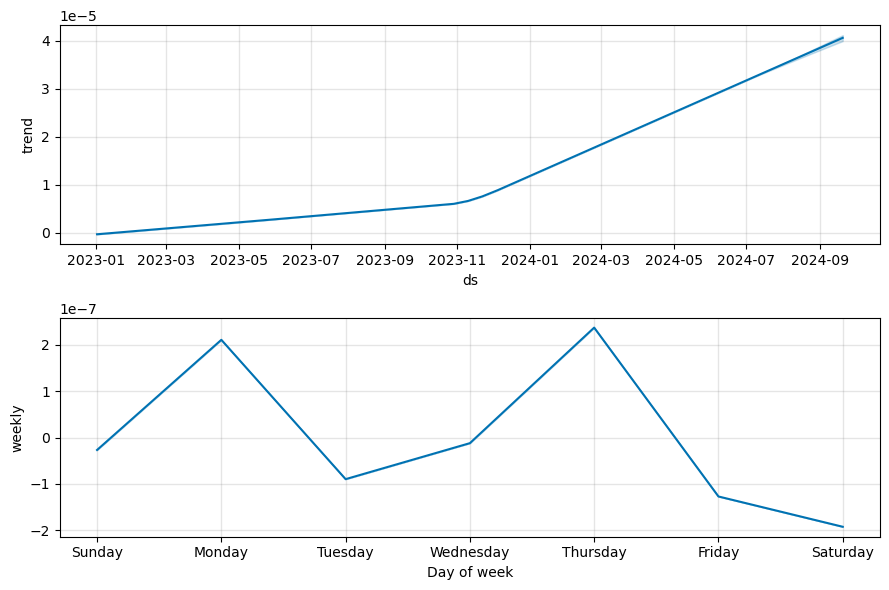 1e−5
4
3
2
1
0
trend
2023-01 2023-03 2023-05 2023-07 2023-09 2023-11 2024-01 2024-03 2024-05 2024-07 2024-09
ds
1e−7
2
1
0
−1
−2
weekly
Sunday Monday Tuesday Wednesday Thursday Friday Saturday
Day of week